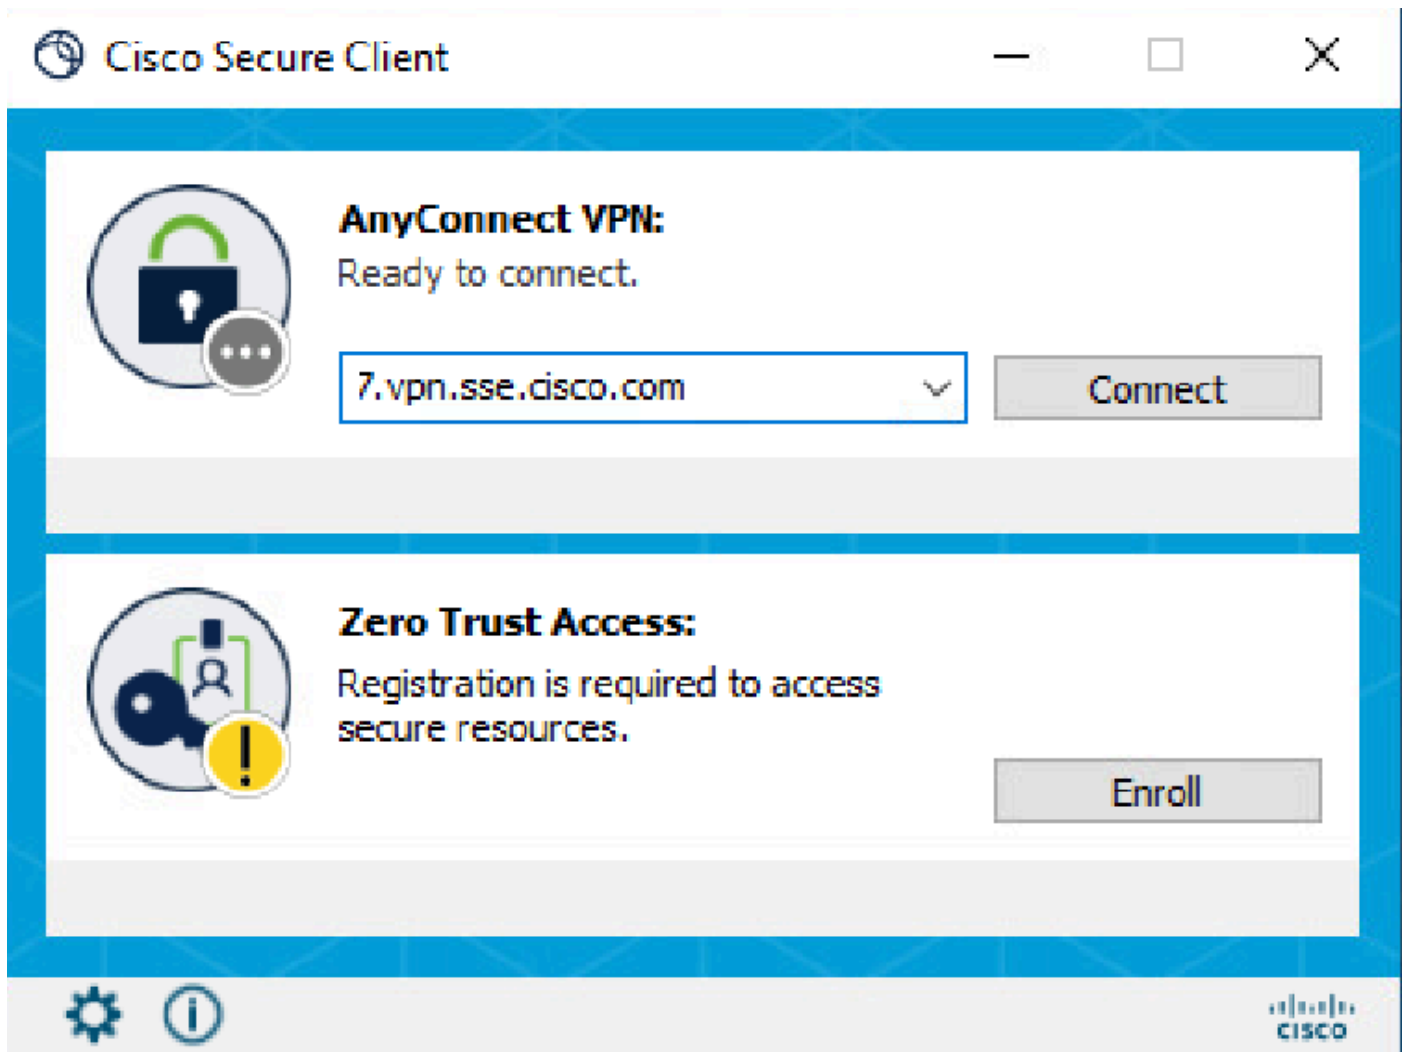 Cisco Secure Client
AnyConnect VPN:
Ready to connect.
7.vpn.sse.cisco.com
Connect
Zero Trust Access:
Registration is required to access
secure resources.
Enroll
CISCO